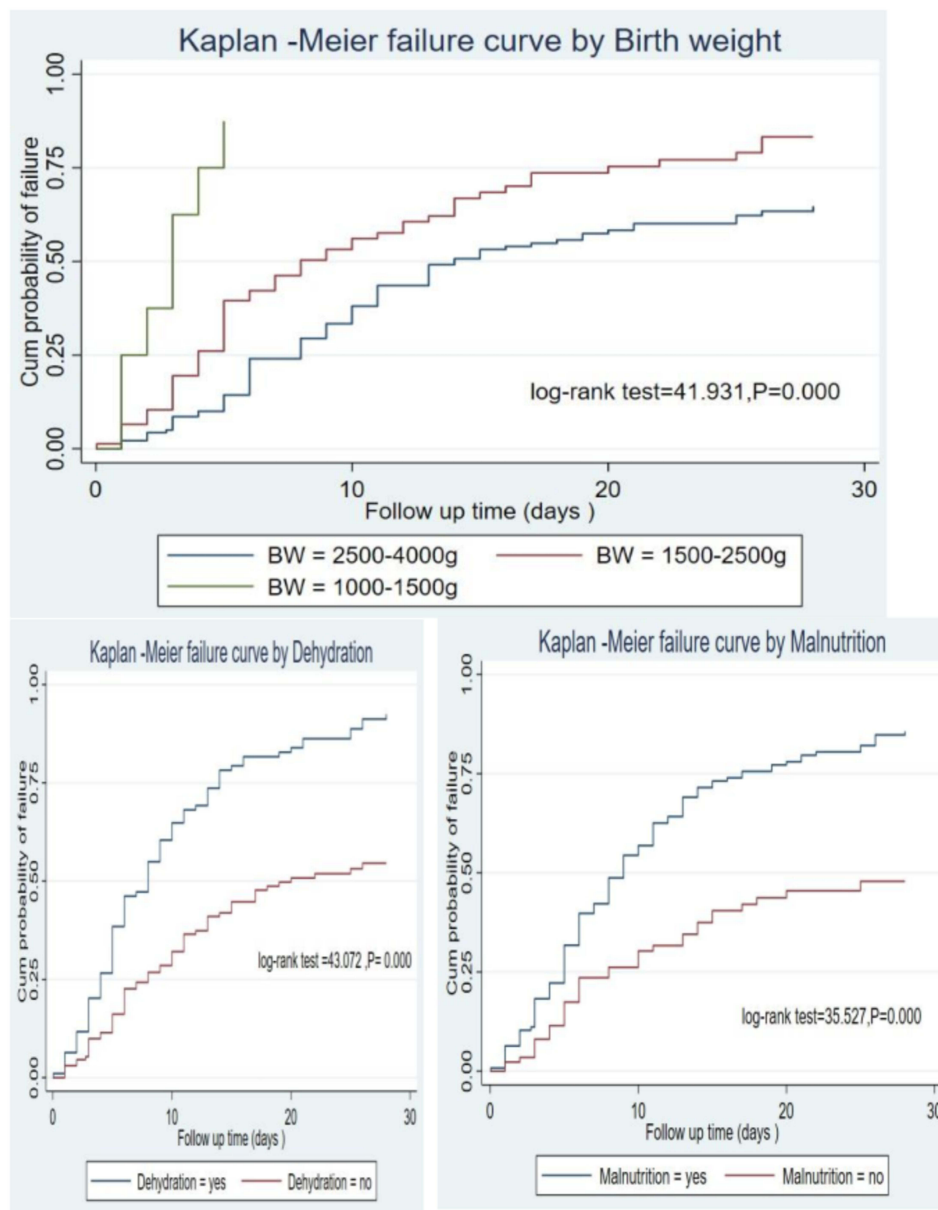 Kaplan -Meier failure curve by Birth weight
Cum probability of failure
1.00
0.75
0.50
0.25
0.00
0 10 20 30
Follow up time (days )
log-rank test=41.931,P=0.000
BW = 2500-4000g BW = 1500-2500g
BW = 1000-1500g
Kaplan -Meier failure curve by Dehydration
Cum probability of failure
1.00
0.75
0.50
0.25
0.00
0 10 20 30
Follow up time (days )
log-rank test =43.072 ,P= 0.000
Dehydration = yes Dehydration = no
Kaplan -Meier failure curve by Malnutrition
Cum probability of failure
1.00
0.75
0.50
0.25
0.00
0 10 20 30
Follow up time (days )
log-rank test=35.527,P=0.000
Malnutrition = yes Malnutrition = no